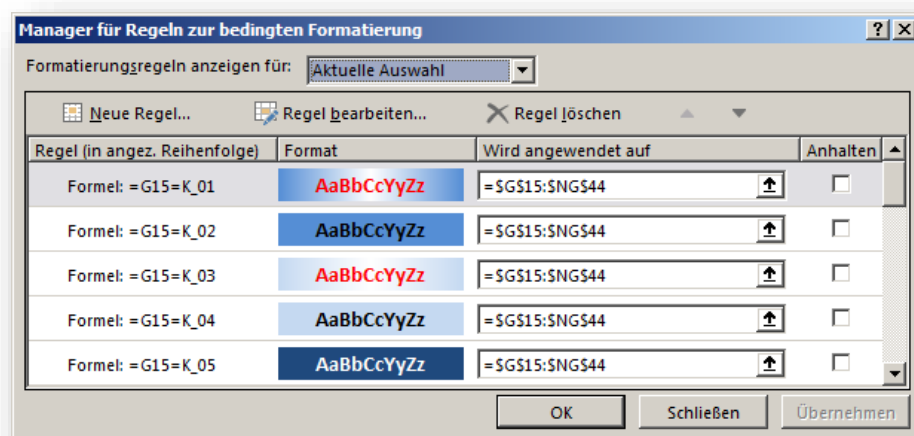 Manager für Regeln zur bedingten Formatierung
Formatierungsregeln anzeigen für: Aktuelle Auswahl
Neue Regel... Regel bearbeiten... Regel löschen
Regel (in angez. Reihenfolge) Format Wird angewendet auf Anhalten
Formel: =G15=K_01 AaBbCcYyZz =$G$15:$NG$44
Formel: =G15=K_02 AaBbCcYyZz =$G$15:$NG$44
Formel: =G15=K_03 AaBbCcYyZz =$G$15:$NG$44
Formel: =G15=K_04 AaBbCcYyZz =$G$15:$NG$44
Formel: =G15=K_05 AaBbCcYyZz =$G$15:$NG$44
OK Schließen Übernehmen